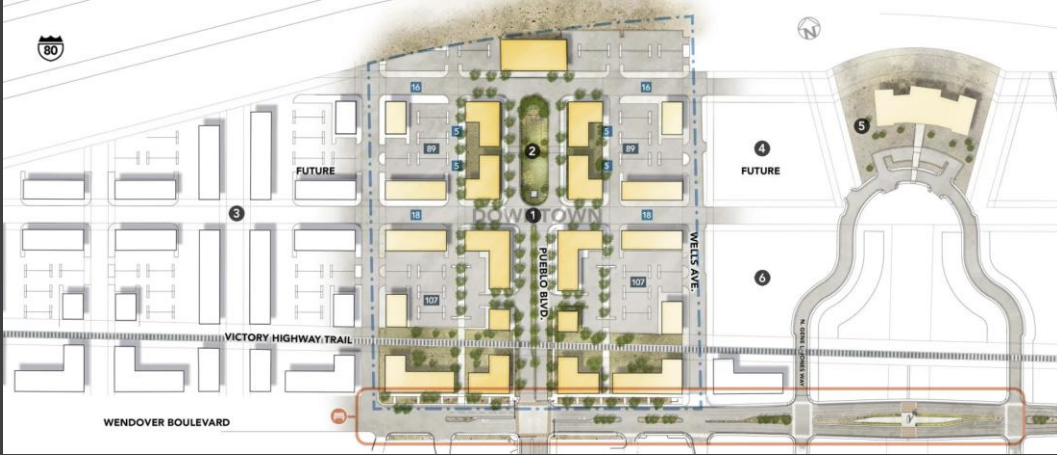 80
N
16
16
5
5
89
2
5
5
89
4
FUTURE
5
FUTURE
3
18
DOWNTOWN
1
18
PUEBLO BLVD.
WELLS AVE.
107
107
6
VICTORY HIGHWAY TRAIL
N. GENE L. JONES WAY
WENDOVER BOULEVARD